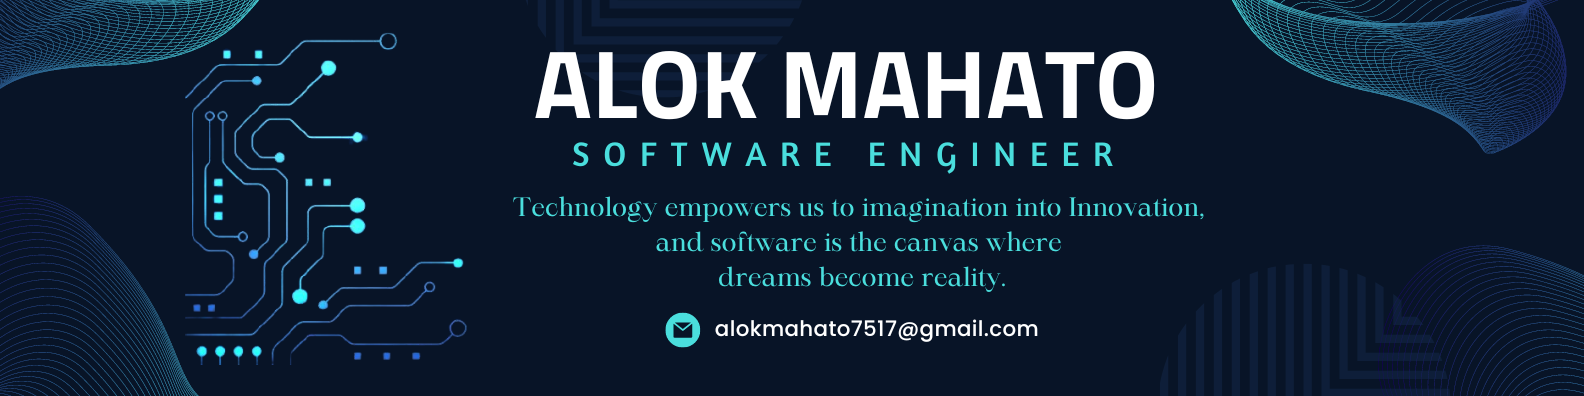 ALOK MAHATO
SOFTWARE ENGINEER
Technology empowers us to imagination into Innovation,
and software is the canvas where
dreams become reality.
alokmahato7517@gmail.com